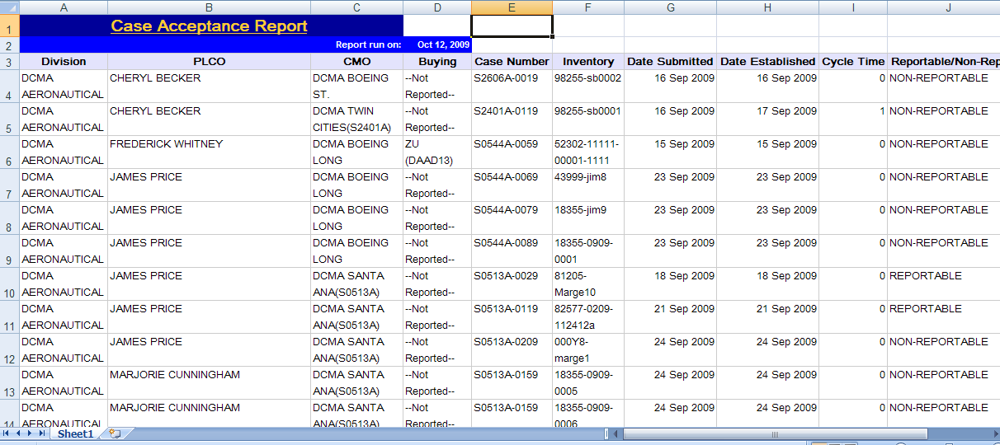 A B C D E F G H I J
1 Case Acceptance Report
2 Report run on: Oct 12, 2009
3 Division PLCO CMO Buying Case Number Inventory Date Submitted Date Established Cycle Time Reportable/Non-Rep
DCMA CHERYL BECKER DCMA BOEING --Not S2606A-0019 98255-sb0002 16 Sep 2009 16 Sep 2009 0 NON-REPORTABLE
4 AERONAUTICAL ST. Reported--
DCMA CHERYL BECKER DCMA TWIN --Not S2401A-0119 98255-sb0001 16 Sep 2009 17 Sep 2009 1 NON-REPORTABLE
5 AERONAUTICAL CITIES(S2401A) Reported--
DCMA FREDERICK WHITNEY DCMA BOEING ZU S0544A-0059 52302-11111- 15 Sep 2009 15 Sep 2009 0 NON-REPORTABLE
6 AERONAUTICAL LONG (DAAD13) 00001-1111
DCMA JAMES PRICE DCMA BOEING --Not S0544A-0069 43999-jim8 23 Sep 2009 23 Sep 2009 0 NON-REPORTABLE
7 AERONAUTICAL LONG Reported--
DCMA JAMES PRICE DCMA BOEING --Not S0544A-0079 18355-jim9 23 Sep 2009 23 Sep 2009 0 NON-REPORTABLE
8 AERONAUTICAL LONG Reported--
DCMA JAMES PRICE DCMA BOEING --Not S0544A-0089 18355-0909- 23 Sep 2009 23 Sep 2009 0 NON-REPORTABLE
9 AERONAUTICAL LONG Reported-- 0001
DCMA JAMES PRICE DCMA SANTA --Not S0513A-0029 81205- 18 Sep 2009 18 Sep 2009 0 REPORTABLE
10 AERONAUTICAL ANA(S0513A) Reported-- Marge10
DCMA JAMES PRICE DCMA SANTA --Not S0513A-0119 82577-0209- 21 Sep 2009 21 Sep 2009 0 REPORTABLE
11 AERONAUTICAL ANA(S0513A) Reported-- 112412a
DCMA JAMES PRICE DCMA SANTA --Not S0513A-0209 000Y8- 24 Sep 2009 24 Sep 2009 0 NON-REPORTABLE
12 AERONAUTICAL ANA(S0513A) Reported-- marge1
DCMA MARJORIE CUNNINGHAM DCMA SANTA --Not S0513A-0159 18355-0909- 24 Sep 2009 24 Sep 2009 0 NON-REPORTABLE
13 AERONAUTICAL ANA(S0513A) Reported-- 0005
DCMA MARJORIE CUNNINGHAM DCMA SANTA --Not S0513A-0159 18355-0909- 24 Sep 2009 24 Sep 2009 0 NON-REPORTABLE
14 AERONAUTICAL ANA(S0513A) Reported-- 0006
Sheet1